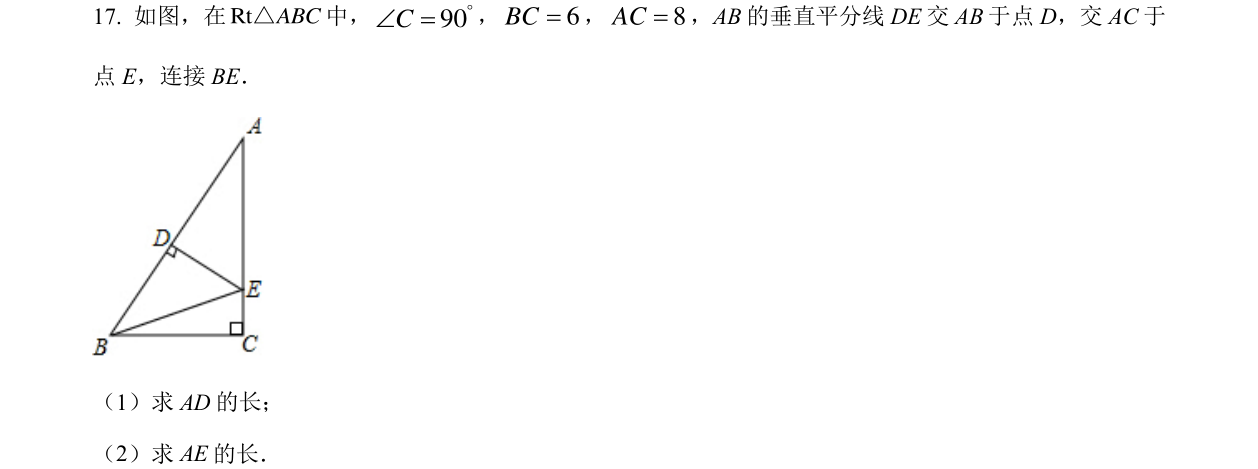 17. 如图，在Rt△ABC中，∠C=90°，BC=6，AC=8，AB的垂直平分线DE交AB于点D，交AC于
点E，连接BE．
A
D
E
B
C
（1）求AD的长；
（2）求AE的长．